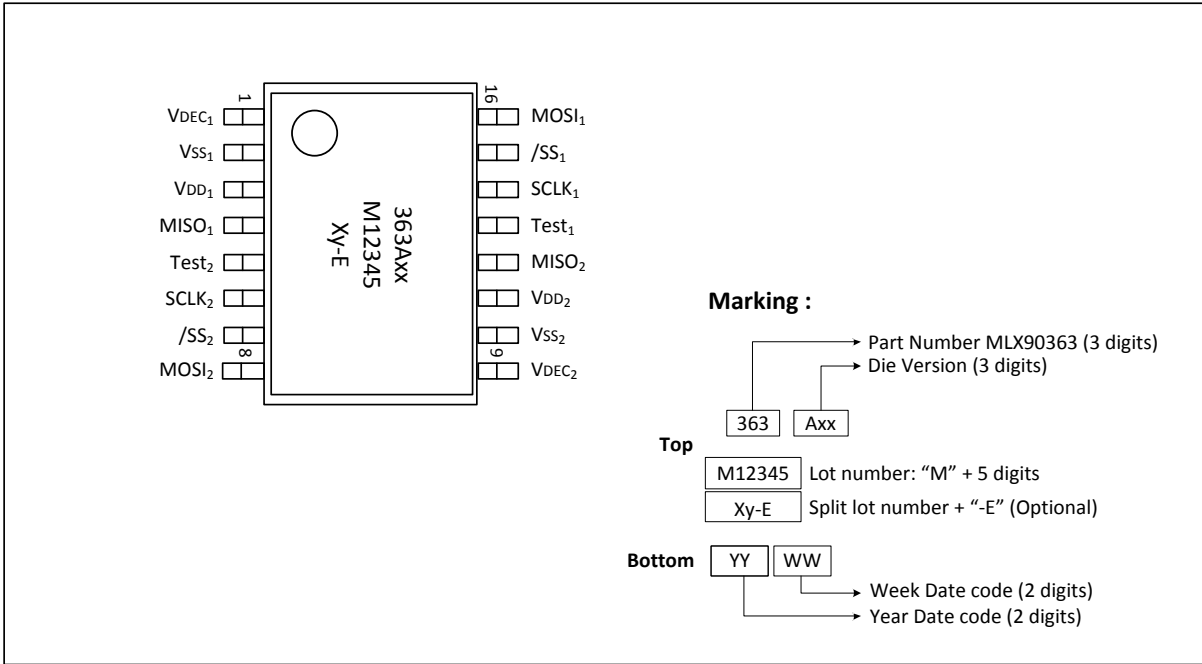 1
16
VDEC₁
MOSI₁
VSS₁
/SS₁
VDD₁
SCLK₁
MISO₁
Test₁
Test₂
MISO₂
SCLK₂
VDD₂
/SS₂
VSS₂
8
9
MOSI₂
VDEC₂
363Axx
M12345
Xy-E
Marking :
Part Number MLX90363 (3 digits)
Die Version (3 digits)
363 Axx
Top
M12345 Lot number: “M” + 5 digits
Xy-E Split lot number + “-E” (Optional)
Bottom YY WW
Week Date code (2 digits)
Year Date code (2 digits)